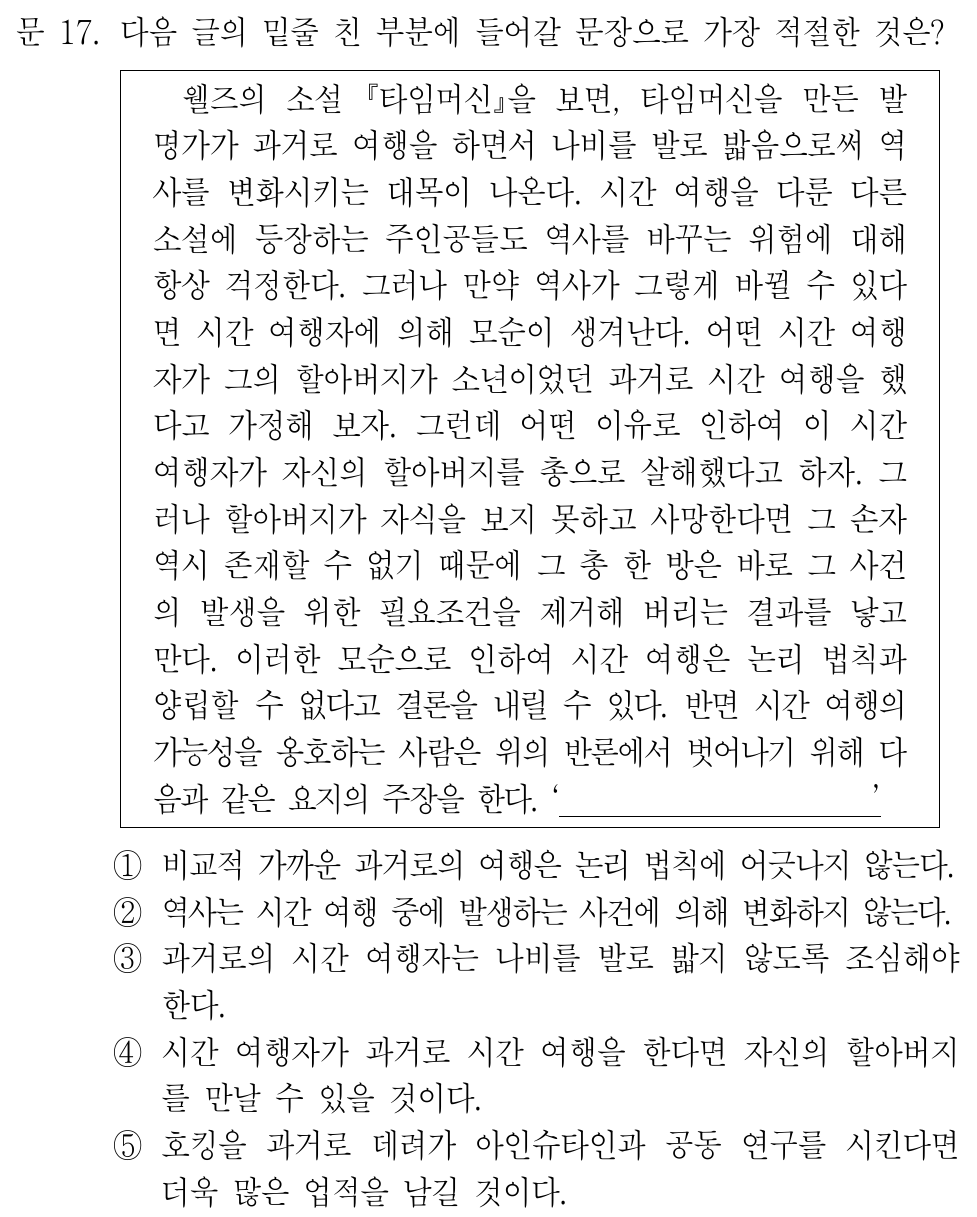 문 17. 다음 글의 밑줄 친 부분에 들어갈 문장으로 가장 적절한 것은?
웰즈의 소설 『타임머신』을 보면, 타임머신을 만든 발
명가가 과거로 여행을 하면서 나비를 발로 밟음으로써 역
사를 변화시키는 대목이 나온다. 시간 여행을 다룬 다른
소설에 등장하는 주인공들도 역사를 바꾸는 위험에 대해
항상 걱정한다. 그러나 만약 역사가 그렇게 바뀔 수 있다
면 시간 여행자에 의해 모순이 생겨난다. 어떤 시간 여행
자가 그의 할아버지가 소년이었던 과거로 시간 여행을 했
다고 가정해 보자. 그런데 어떤 이유로 인하여 이 시간
여행자가 자신의 할아버지를 총으로 살해했다고 하자. 그
러나 할아버지가 자식을 보지 못하고 사망한다면 그 손자
역시 존재할 수 없기 때문에 그 총 한 방은 바로 그 사건
의 발생을 위한 필요조건을 제거해 버리는 결과를 낳고
만다. 이러한 모순으로 인하여 시간 여행은 논리 법칙과
양립할 수 없다고 결론을 내릴 수 있다. 반면 시간 여행의
가능성을 옹호하는 사람은 위의 반론에서 벗어나기 위해 다
음과 같은 요지의 주장을 한다. ‘ ’
① 비교적 가까운 과거로의 여행은 논리 법칙에 어긋나지 않는다.
② 역사는 시간 여행 중에 발생하는 사건에 의해 변화하지 않는다.
③ 과거로의 시간 여행자는 나비를 발로 밟지 않도록 조심해야
한다.
④ 시간 여행자가 과거로 시간 여행을 한다면 자신의 할아버지
를 만날 수 있을 것이다.
⑤ 호킹을 과거로 데려가 아인슈타인과 공동 연구를 시킨다면
더욱 많은 업적을 남길 것이다.